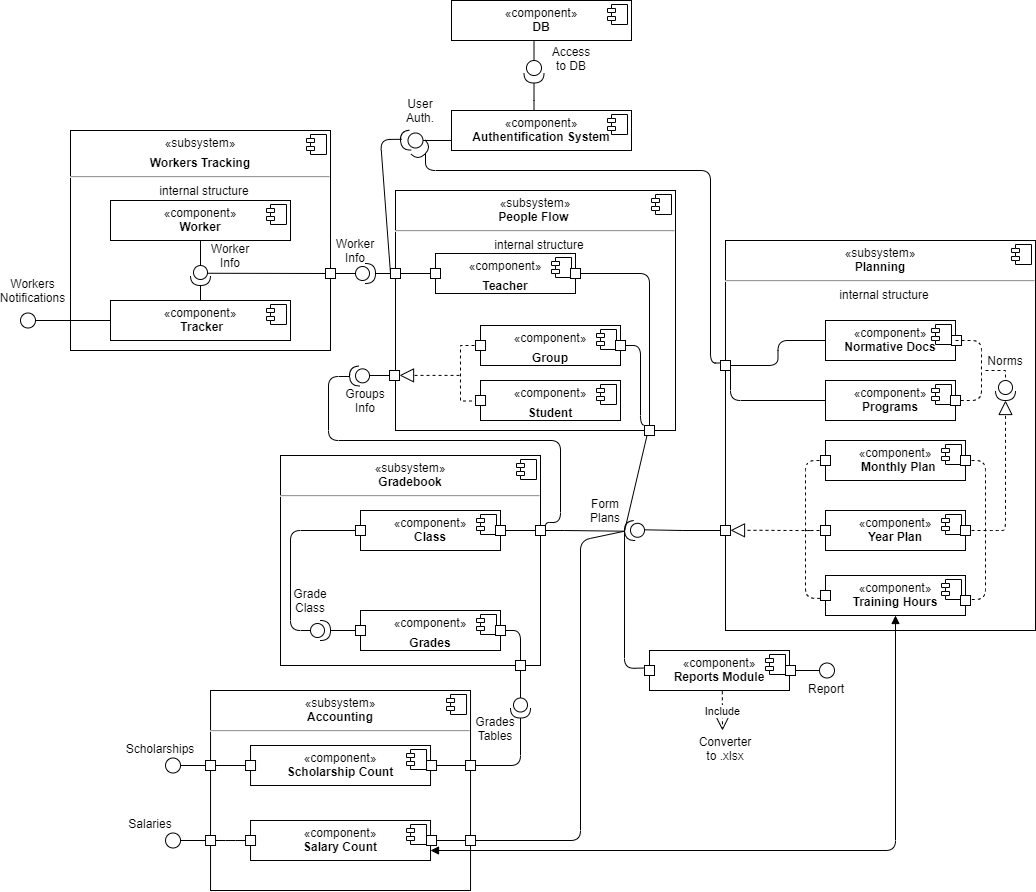 «component»
DB
Access
to DB
User
Auth.
«component»
Authentification System
«subsystem»
Workers Tracking
internal structure
«component»
Worker
Worker
Info
«component»
Tracker
Workers
Notifications
Worker
Info
«subsystem»
People Flow
internal structure
«component»
Teacher
«component»
Group
«component»
Student
Groups
Info
«subsystem»
Planning
internal structure
«component»
Normative Docs
«component»
Programs
Norms
«component»
Monthly Plan
«component»
Year Plan
«component»
Training Hours
«subsystem»
Gradebook
«component»
Class
Grade
Class
«component»
Grades
Form
Plans
«component»
Reports Module
Report
Include
Converter
to .xlsx
«subsystem»
Accounting
Grades
Tables
Scholarships
«component»
Scholarship Count
Salaries
«component»
Salary Count